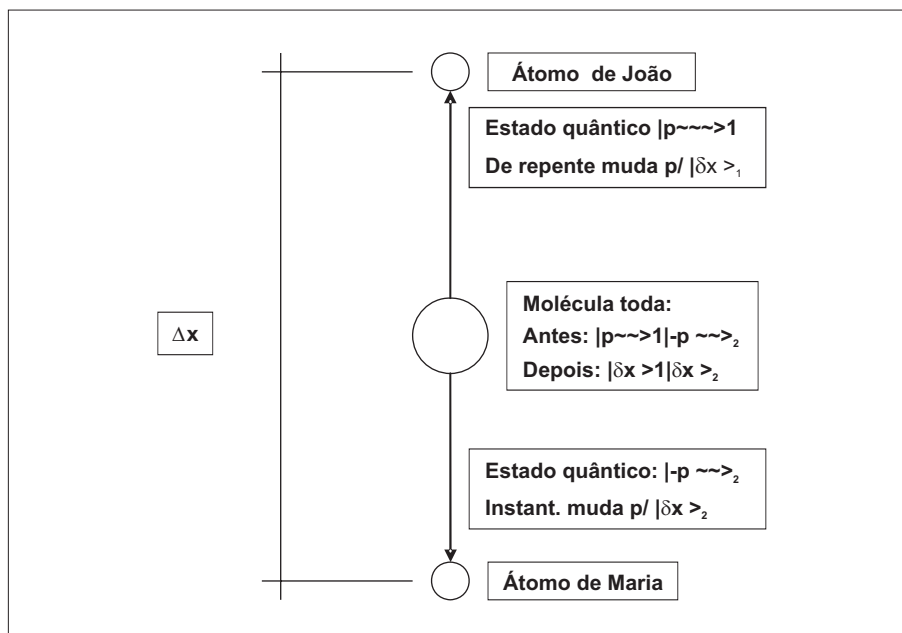 Átomo de João
Estado quântico |p~~~>1
De repente muda p/ |δx >₁
Molécula toda:
Antes: |p~~>1|-p ~~>₂
Depois: |δx >1|δx >₂
Δx
Estado quântico: |-p ~~>₂
Instant. muda p/ |δx >₂
Átomo de Maria